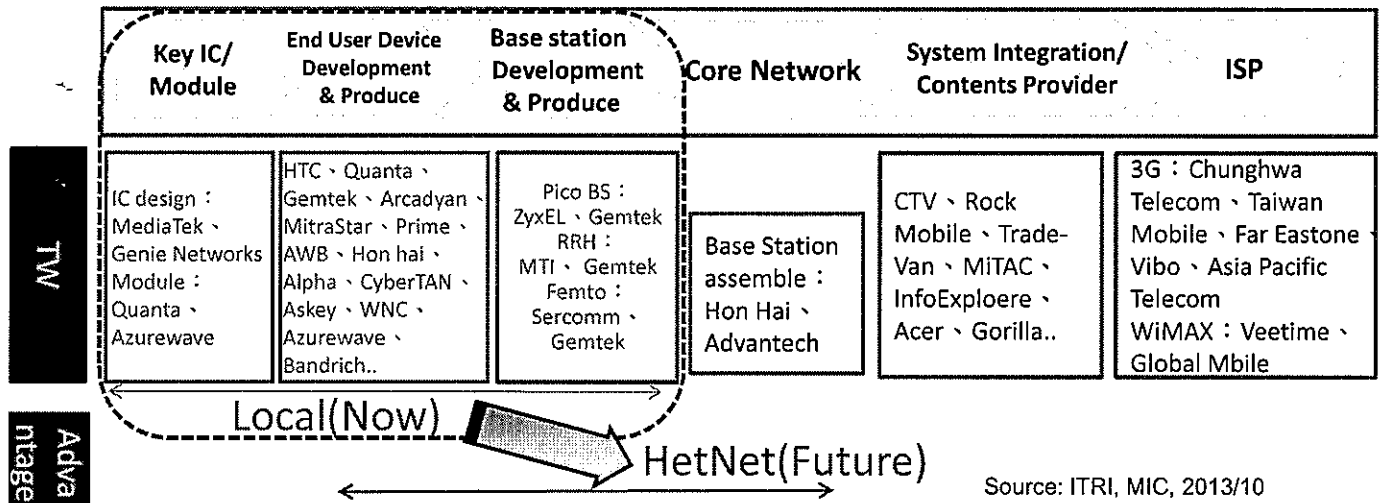 Key IC/
Module
End User Device
Development
& Produce
Base station
Development
& Produce
Core Network
System Integration/
Contents Provider
ISP
TW
IC design：
MediaTek、
Genie Networks
Module：
Quanta、
Azurewave
HTC、Quanta、
Gemtek、Arcadyan、
MitraStar、Prime、
AWB、Hon hai、
Alpha、CyberTAN、
Askey、WNC、
Azurewave、
Bandrich..
Pico BS：
ZyxEL、Gemtek
RRH：
MTI、Gemtek
Femto：
Sercomm、
Gemtek
Base Station
assemble：
Hon Hai、
Advantech
CTV、Rock
Mobile、Trade-
Van、MiTAC、
InfoExploere、
Acer、Gorilla..
3G：Chunghwa
Telecom、Taiwan
Mobile、Far Eastone、
Vibo、Asia Pacific
Telecom
WiMAX：Veetime、
Global Mbile
Adva
ntage
Local(Now)
HetNet(Future)
Source: ITRI, MIC, 2013/10